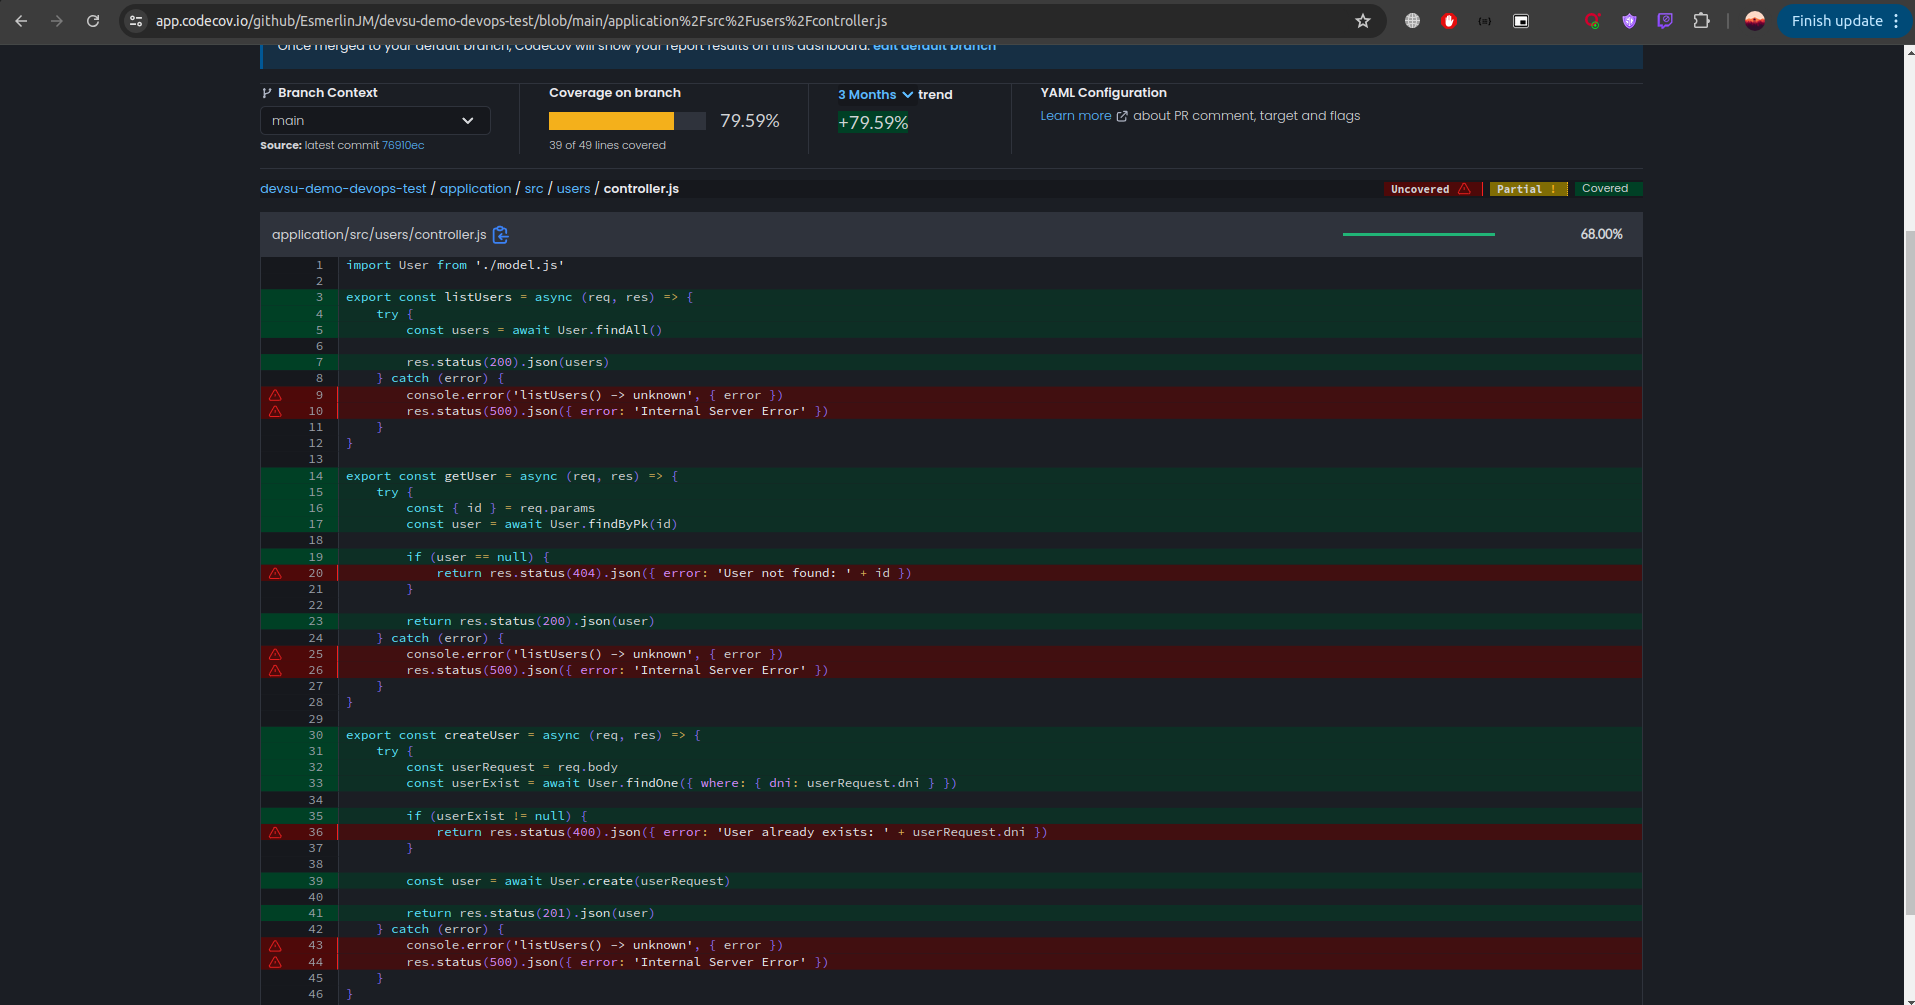 app.codecov.io/github/EsmerlinJM/devsu-demo-devops-test/blob/main/application%2Fsrc%2Fusers%2Fcontroller.js
Finish update
Once merged to your default branch, Codecov will show your report results on this dashboard. edit default branch
Branch Context
main
Source: latest commit 76910ec
Coverage on branch
79.59%
39 of 49 lines covered
3 Months trend
+79.59%
YAML Configuration
Learn more about PR comment, target and flags
devsu-demo-devops-test / application / src / users / controller.js
Uncovered Partial ! Covered
application/src/users/controller.js 68.00%
1 import User from './model.js'
2
3 export const listUsers = async (req, res) => {
4     try {
5         const users = await User.findAll()
6
7         res.status(200).json(users)
8     } catch (error) {
9         console.error('listUsers() -> unknown', { error })
10         res.status(500).json({ error: 'Internal Server Error' })
11     }
12 }
13
14 export const getUser = async (req, res) => {
15     try {
16         const { id } = req.params
17         const user = await User.findByPk(id)
18
19         if (user == null) {
20             return res.status(404).json({ error: 'User not found: ' + id })
21         }
22
23         return res.status(200).json(user)
24     } catch (error) {
25         console.error('listUsers() -> unknown', { error })
26         res.status(500).json({ error: 'Internal Server Error' })
27     }
28 }
29
30 export const createUser = async (req, res) => {
31     try {
32         const userRequest = req.body
33         const userExist = await User.findOne({ where: { dni: userRequest.dni } })
34
35         if (userExist != null) {
36             return res.status(400).json({ error: 'User already exists: ' + userRequest.dni })
37         }
38
39         const user = await User.create(userRequest)
40
41         return res.status(201).json(user)
42     } catch (error) {
43         console.error('listUsers() -> unknown', { error })
44         res.status(500).json({ error: 'Internal Server Error' })
45     }
46 }